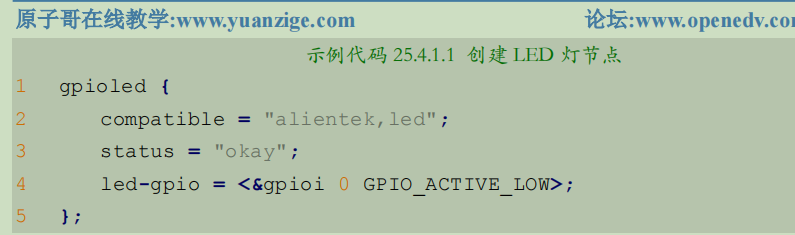 原子哥在线教学:www.yuanzige.com 论坛:www.openedv.co
示例代码 25.4.1.1 创建 LED 灯节点
1 gpioled {
2 compatible = "alientek,led";
3 status = "okay";
4 led-gpio = <&gpioi 0 GPIO_ACTIVE_LOW>;
5 };